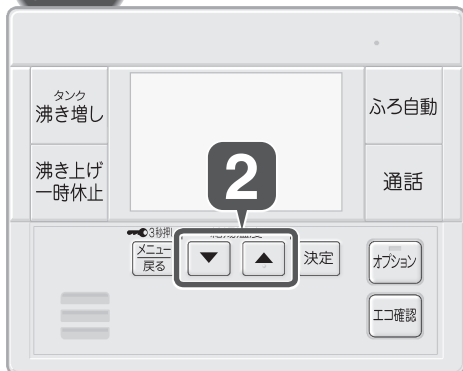 タンク
沸き増し
沸き上げ
一時休止
ふろ自動
通話
2
3秒押
メニュー
戻る
▼
▲
決定
オプション
エコ確認